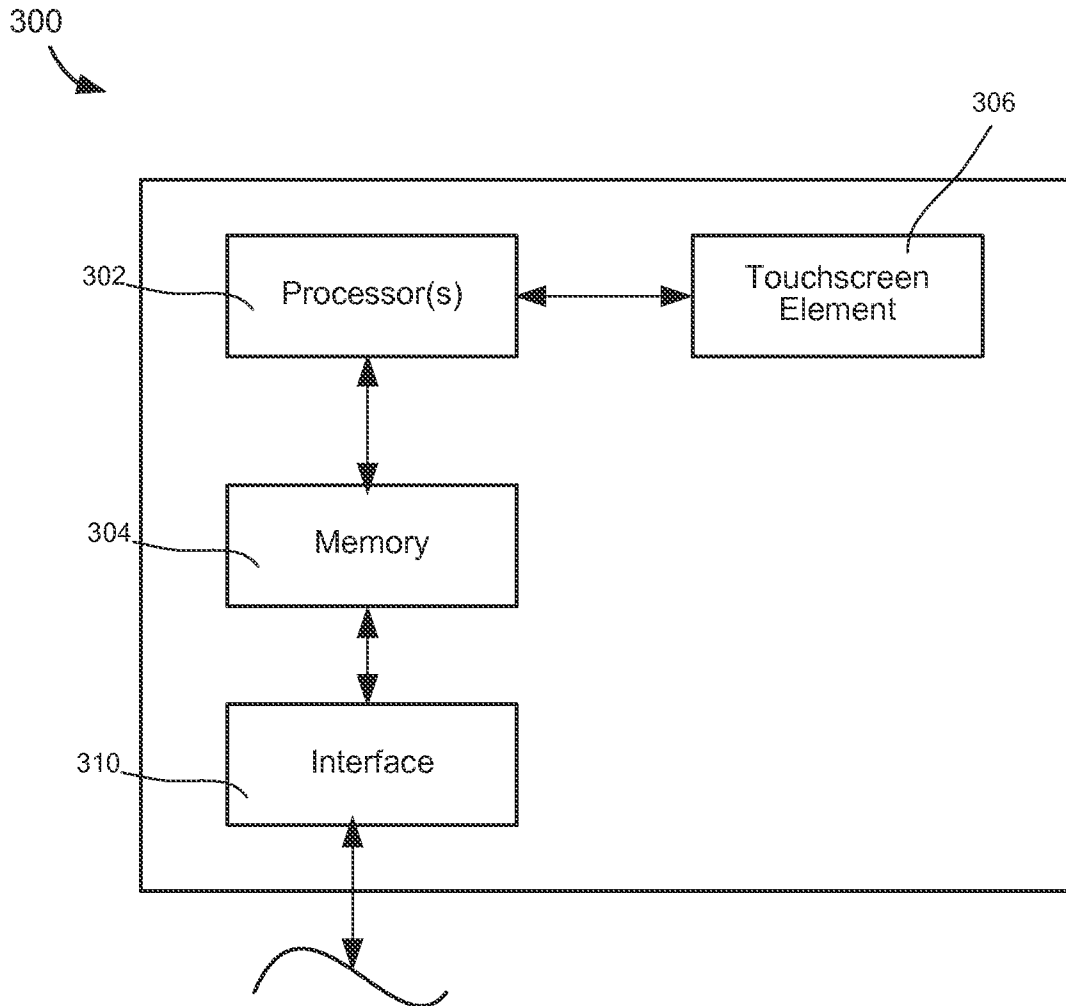 300
306
302
Processor(s)
Touchscreen
Element
304
Memory
310
Interface